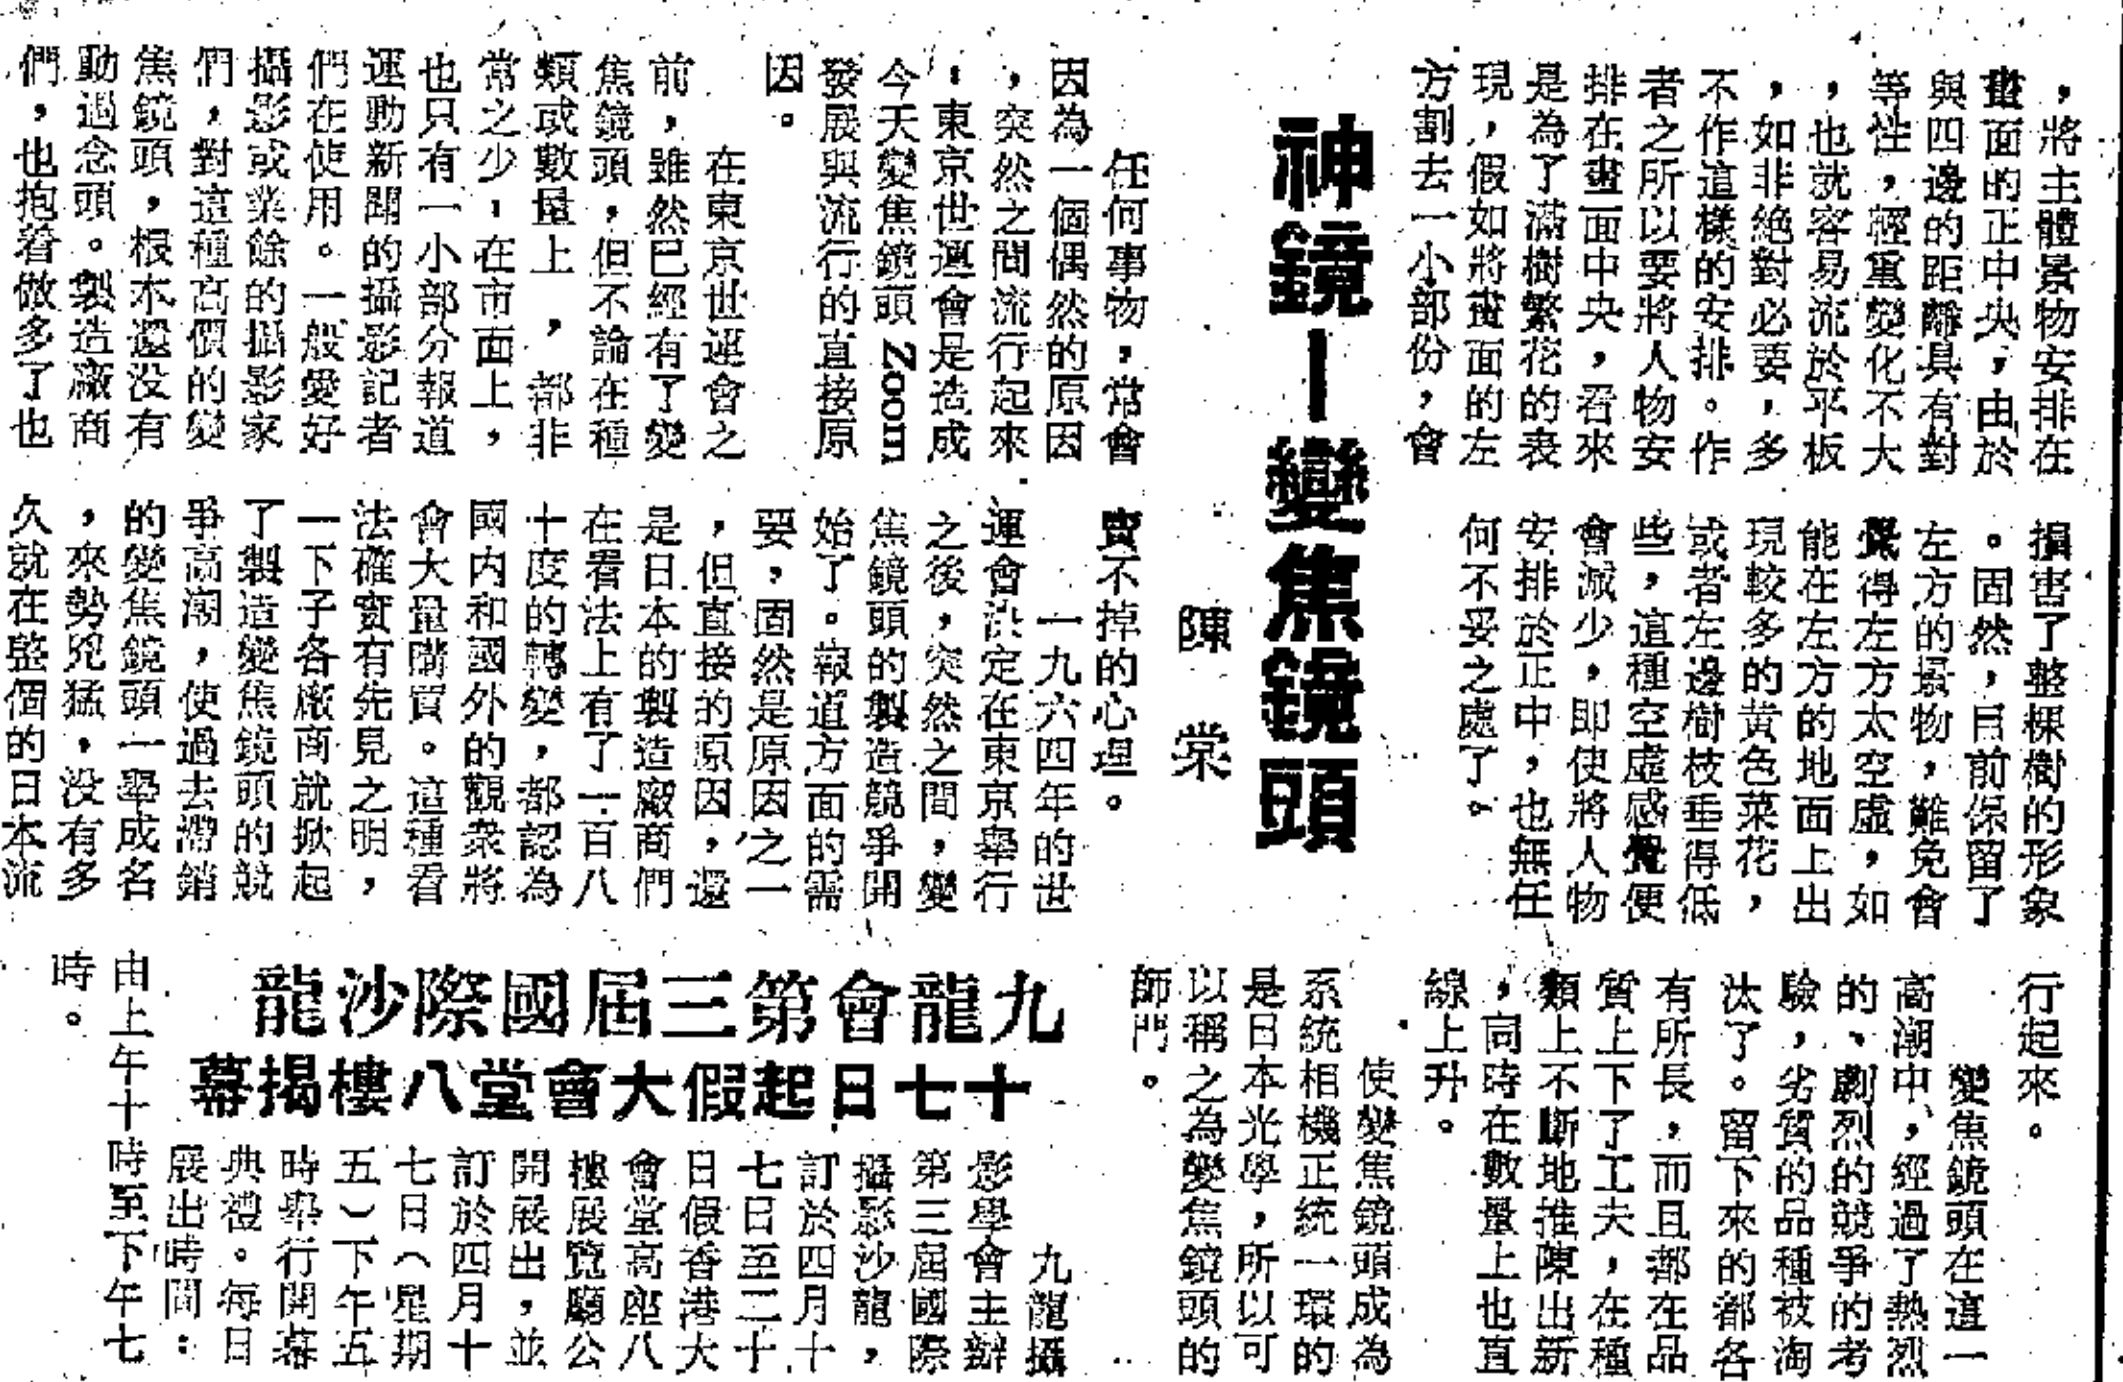 ，將主體景物安排在
畫面的正中央，由於
與四邊的距離具有對
等性，輕重變化不大
，也就容易流於平板
，如非絕對必要，多
不作這樣的安排。作
者之所以要將人物安
排在畫面中央，看來
是為了滿樹繁花的表
現，假如將畫面的左
方割去一小部份，會
損害了整棵樹的形象
。固然，目前保留了
左方的景物，難免會
覺得左方太空虛，如
能在左方的地面上出
現較多的黃色菜花，
或者左邊樹枝垂得低
些，這種空虛感覺便
會減少，即使將人物
安排於正中，也無任
何不妥之處了。
神鏡—變焦鏡頭
陳棠
任何事物，常會
因為一個偶然的原因
，突然之間流行起來
：東京世運會是造成
今天變焦鏡頭Zoom
發展與流行的直接原
因。
在東京世運會之
前，雖然已經有了變
焦鏡頭，但不論在種
類或數量上，都非
常之少，在市面上，
也只有一小部分報道
運動新聞的攝影記者
們在使用。一般愛好
攝影或業餘的攝影家
們，對這種高價的變
焦鏡頭，根本還没有
動過念頭。製造廠商
們，也抱着做多了也
賣不掉的心理。
一九六四年的世
運會決定在東京舉行
之後，突然之間，變
焦鏡頭的製造競爭開
始了。報道方面的需
要，固然是原因之一
，但直接的原因，還
是日本的製造廠商們
在看法上有了一百八
十度的轉變，都認為
國内和國外的觀衆將
會大量購買。這種看
法確實有先見之明，
一下子各廠商就掀起
了製造變焦鏡頭的競
爭高潮，使過去滯銷
的變焦鏡頭一舉成名
，來勢兇猛，没有多
久就在整個的日本流
行起來。
變焦鏡頭在這一
高潮中，經過了熱烈
的、劇烈的競爭的考
驗，劣質的品種被淘
汰了。留下來的都各
有所長，而且都在品
質上下了工夫，在種
類上不斷地推陳出新
，同時在數量上也直
線上升。
使變焦鏡頭成為
系統相機正統一環的
是日本光學，所以可
以稱之為變焦鏡頭的
師門。
九龍會第三届國際沙龍
十七日起假大會堂八樓揭幕
九龍攝
影學會主辦
第三屆國際
攝影沙龍，
訂於四月十
七日至二十
日假香港大
會堂高座八
樓展覽廳公
開展出，並
訂於四月十
七日（星期
五）下午五
時舉行開幕
典禮。每日
展出時間：
由上午十時至下午七
時。